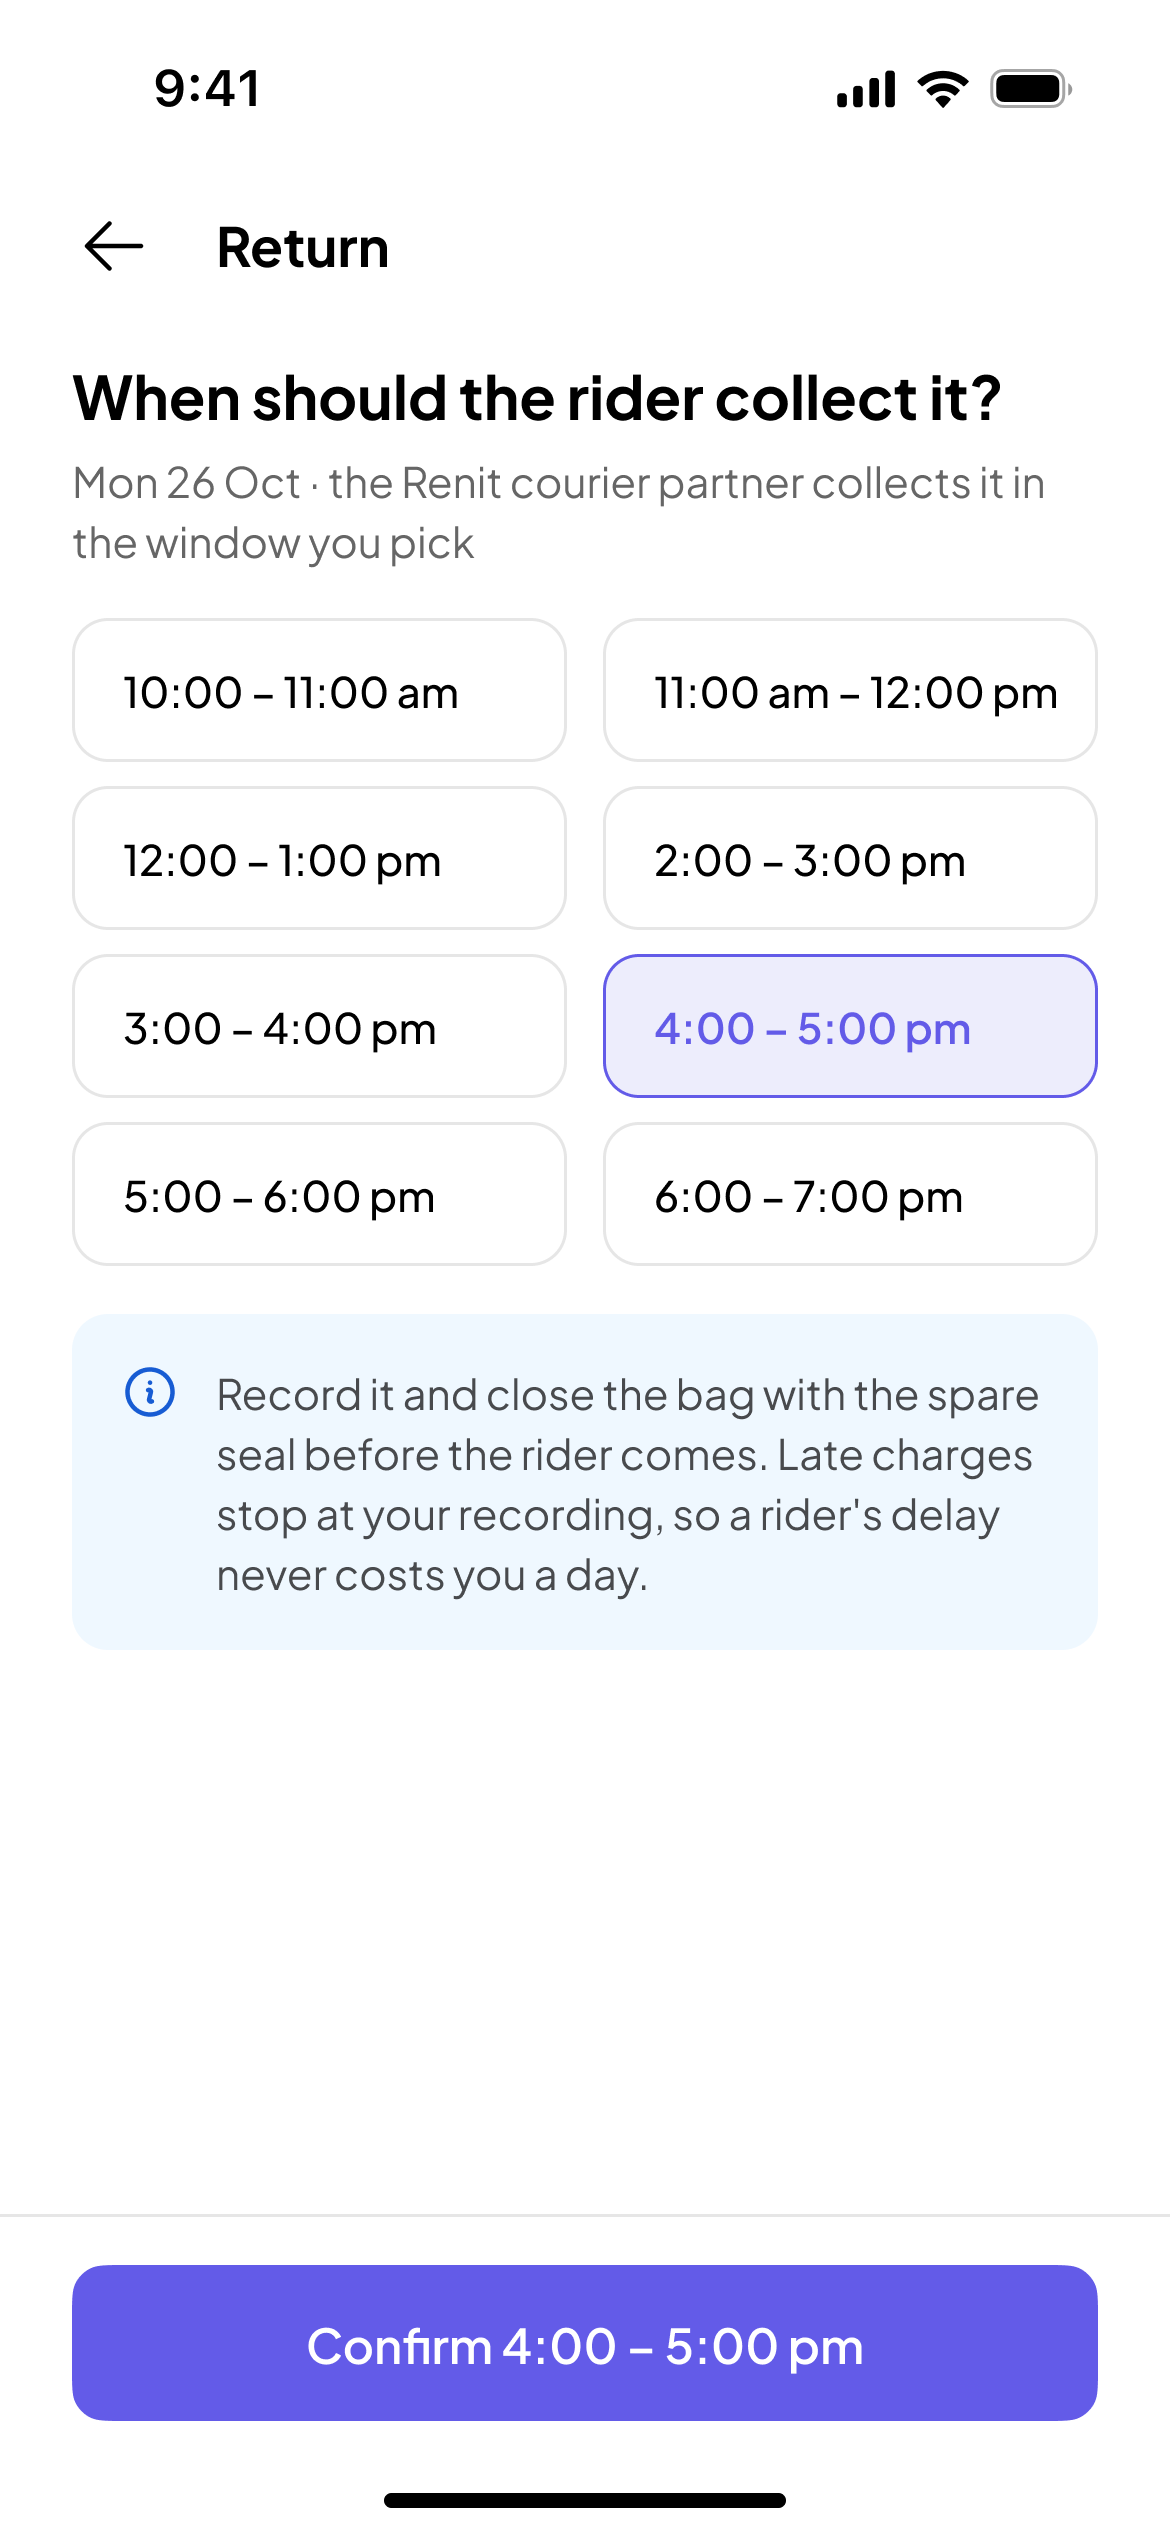 9:41
Return
When should the rider collect it?
Mon 26 Oct · the Renit courier partner collects it in
the window you pick
10:00 – 11:00 am
11:00 am – 12:00 pm
12:00 – 1:00 pm
2:00 – 3:00 pm
3:00 – 4:00 pm
4:00 – 5:00 pm
5:00 – 6:00 pm
6:00 – 7:00 pm
Record it and close the bag with the spare
seal before the rider comes. Late charges
stop at your recording, so a rider's delay
never costs you a day.
Confirm 4:00 – 5:00 pm